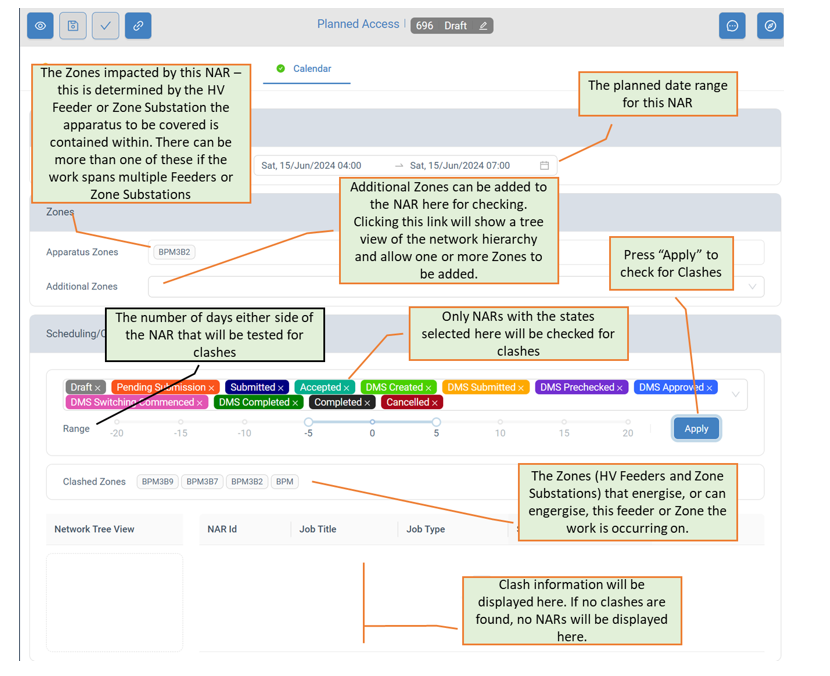 Planned Access
696 Draft
Calendar
The Zones impacted by this NAR –
this is determined by the HV
Feeder or Zone Substation the
apparatus to be covered is
contained within. There can be
more than one of these if the
work spans multiple Feeders or
Zone Substations
The planned date range
for this NAR
Sat, 15/Jun/2024 04:00
Sat, 15/Jun/2024 07:00
Additional Zones can be added to
the NAR here for checking.
Clicking this link will show a tree
view of the network hierarchy
and allow one or more Zones to
be added.
Zones
Apparatus Zones
BPM3B2
Additional Zones
Press “Apply” to
check for Clashes
The number of days either side of
the NAR that will be tested for
clashes
Only NARs with the states
selected here will be checked for
clashes
Scheduling/
Draft × Pending Submission × Submitted × Accepted × DMS Created × DMS Submitted × DMS Prechecked × DMS Approved ×
DMS Switching Commenced × DMS Completed × Completed × Cancelled ×
Range
-20 -15 -10 -5 0 5 10 15 20
Apply
Clashed Zones BPM3B9 BPM3B7 BPM3B2 BPM
The Zones (HV Feeders and Zone
Substations) that energise, or can
engergise, this feeder or Zone the
work is occurring on.
Network Tree View
NAR Id Job Title Job Type
Clash information will be
displayed here. If no clashes are
found, no NARs will be displayed
here.